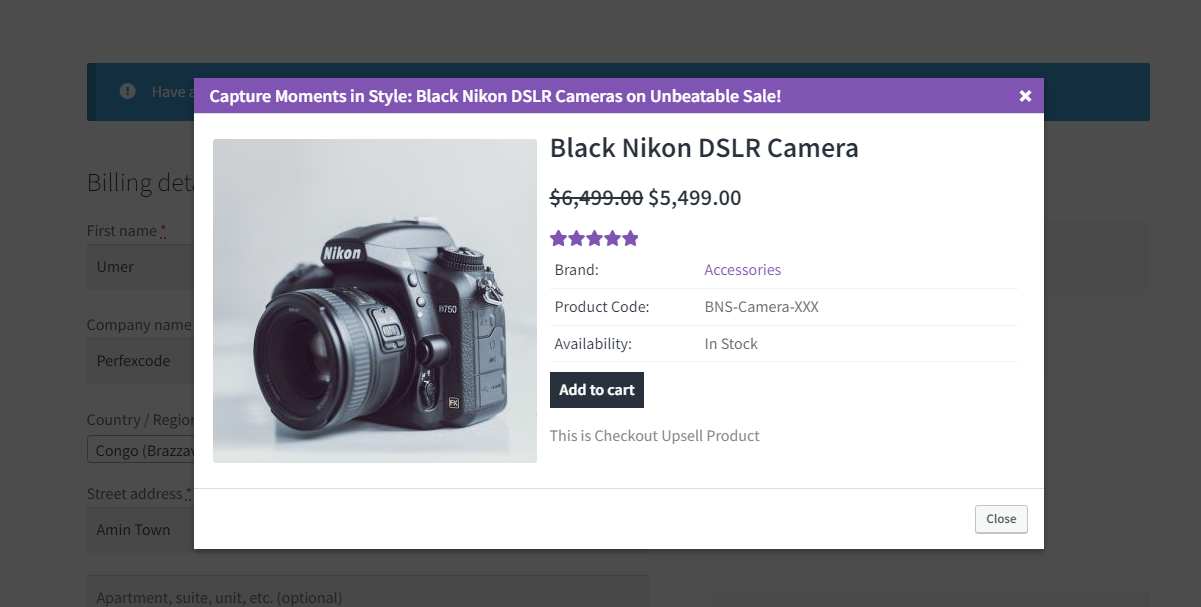 Have a
Capture Moments in Style: Black Nikon DSLR Cameras on Unbeatable Sale!
Black Nikon DSLR Camera
$6,499.00 $5,499.00
Nikon
D750
FX
Brand: Accessories
Product Code: BNS-Camera-XXX
Availability: In Stock
Add to cart
This is Checkout Upsell Product
Close
Billing deta
First name *
Umer
Company name
Perfexcode
Country / Region
Congo (Brazzav
Street address *
Amin Town
Apartment, suite, unit, etc. (optional)